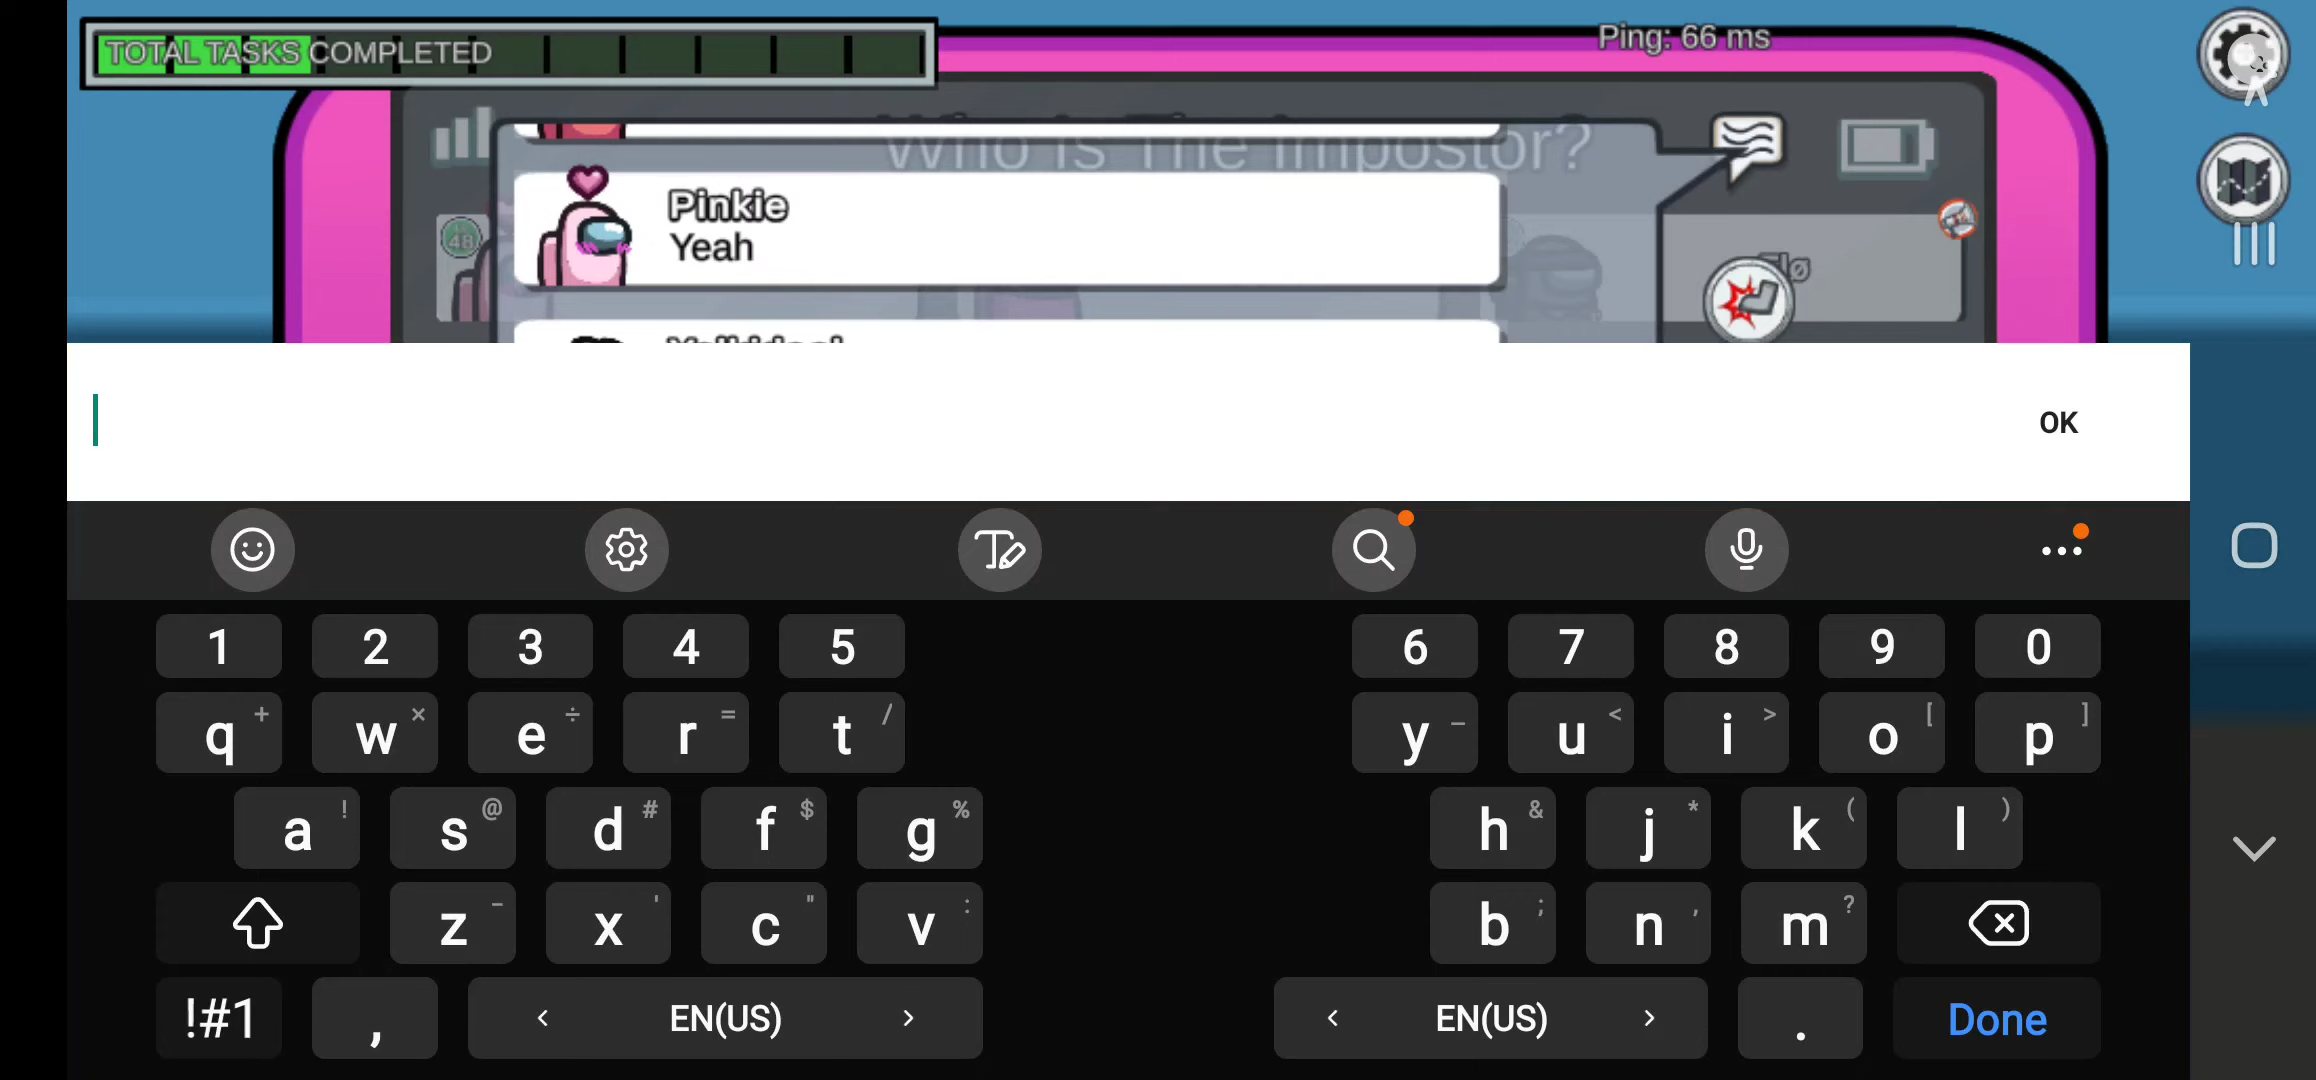 TOTAL TASKS COMPLETED
Ping: 66 ms
Who Is The Impostor?
Pinkie
Yeah
48
OK
1 2 3 4 5 6 7 8 9 0
q + w × e ÷ r = t / y – u < i > o [ p ]
a ! s @ d # f $ g % h & j * k ( l )
z - x ' c " v : b ; n , m ?
!#1 , < EN(US) > < EN(US) > . Done